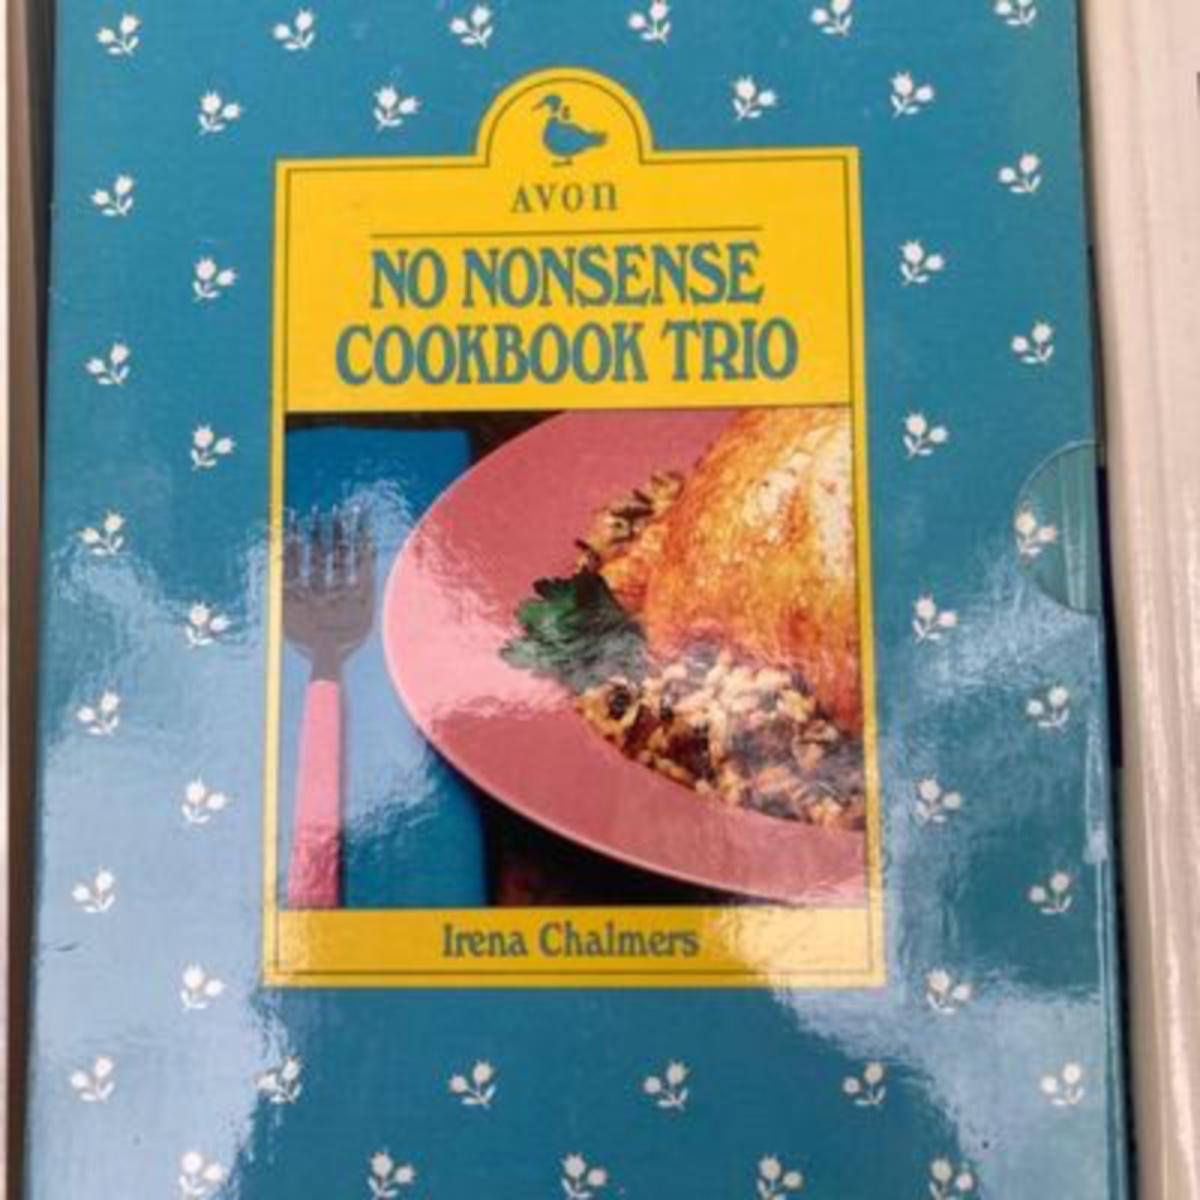 AVON
NO NONSENSE
COOKBOOK TRIO
Irena Chalmers